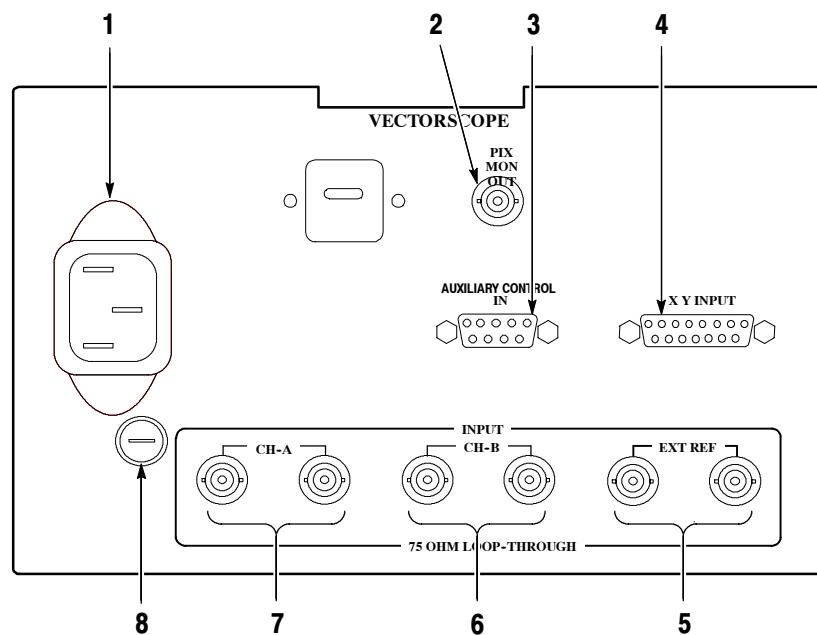 1 2 3 4
VECTORSCOPE
PIX
MON
OUT
AUXILIARY CONTROL
IN
X Y INPUT
INPUT
CH-A CH-B EXT REF
75 OHM LOOP-THROUGH
8 7 6 5